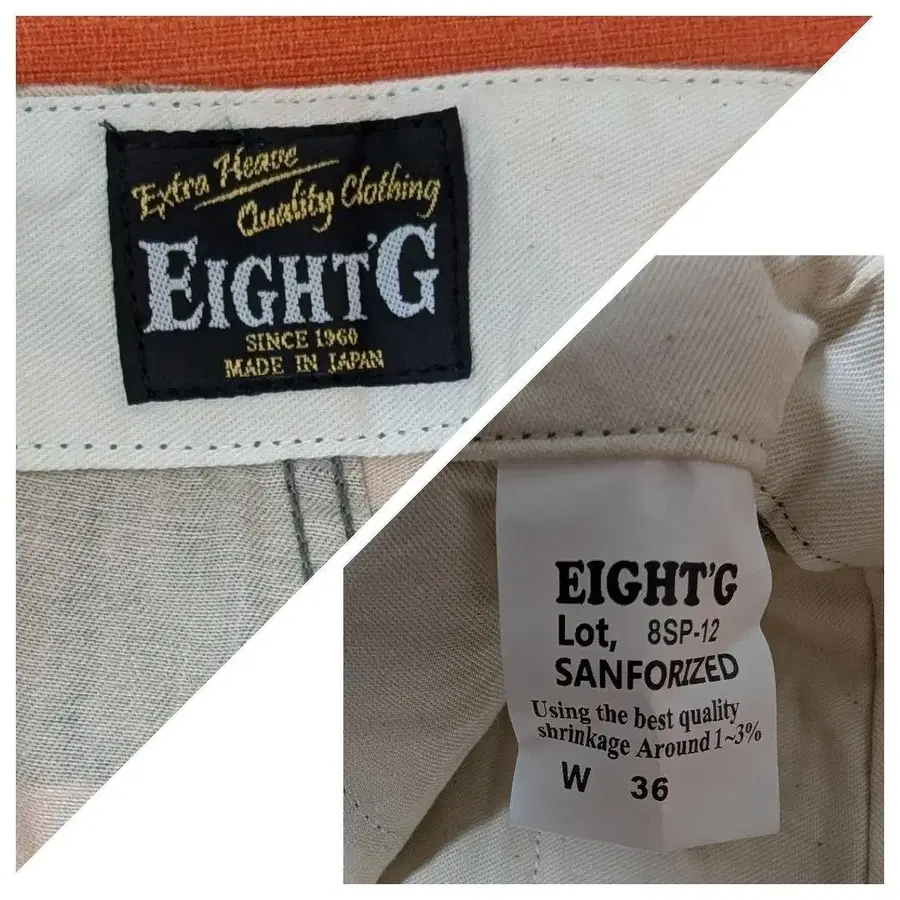 Extra Heave
Quality Clothing
EIGHT'G
SINCE 1960
MADE IN JAPAN
EIGHT'G
Lot, 8SP-12
SANFORIZED
Using the best quality
shrinkage Around 1~3%
W 36